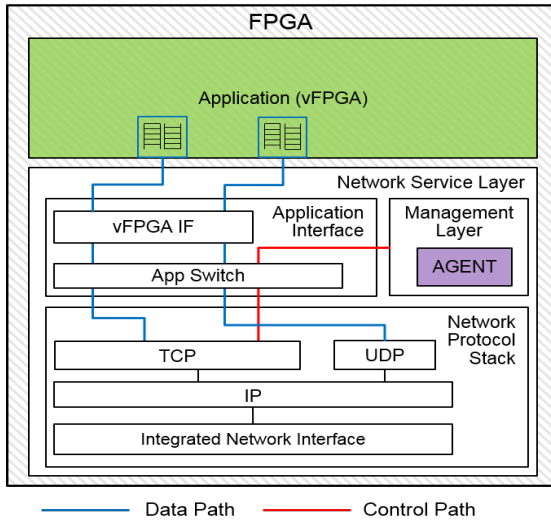 FPGA
Application (vFPGA)
Network Service Layer
Application
Interface
vFPGA IF
App Switch
Management
Layer
AGENT
Network
Protocol
Stack
TCP
UDP
IP
Integrated Network Interface
Data Path
Control Path